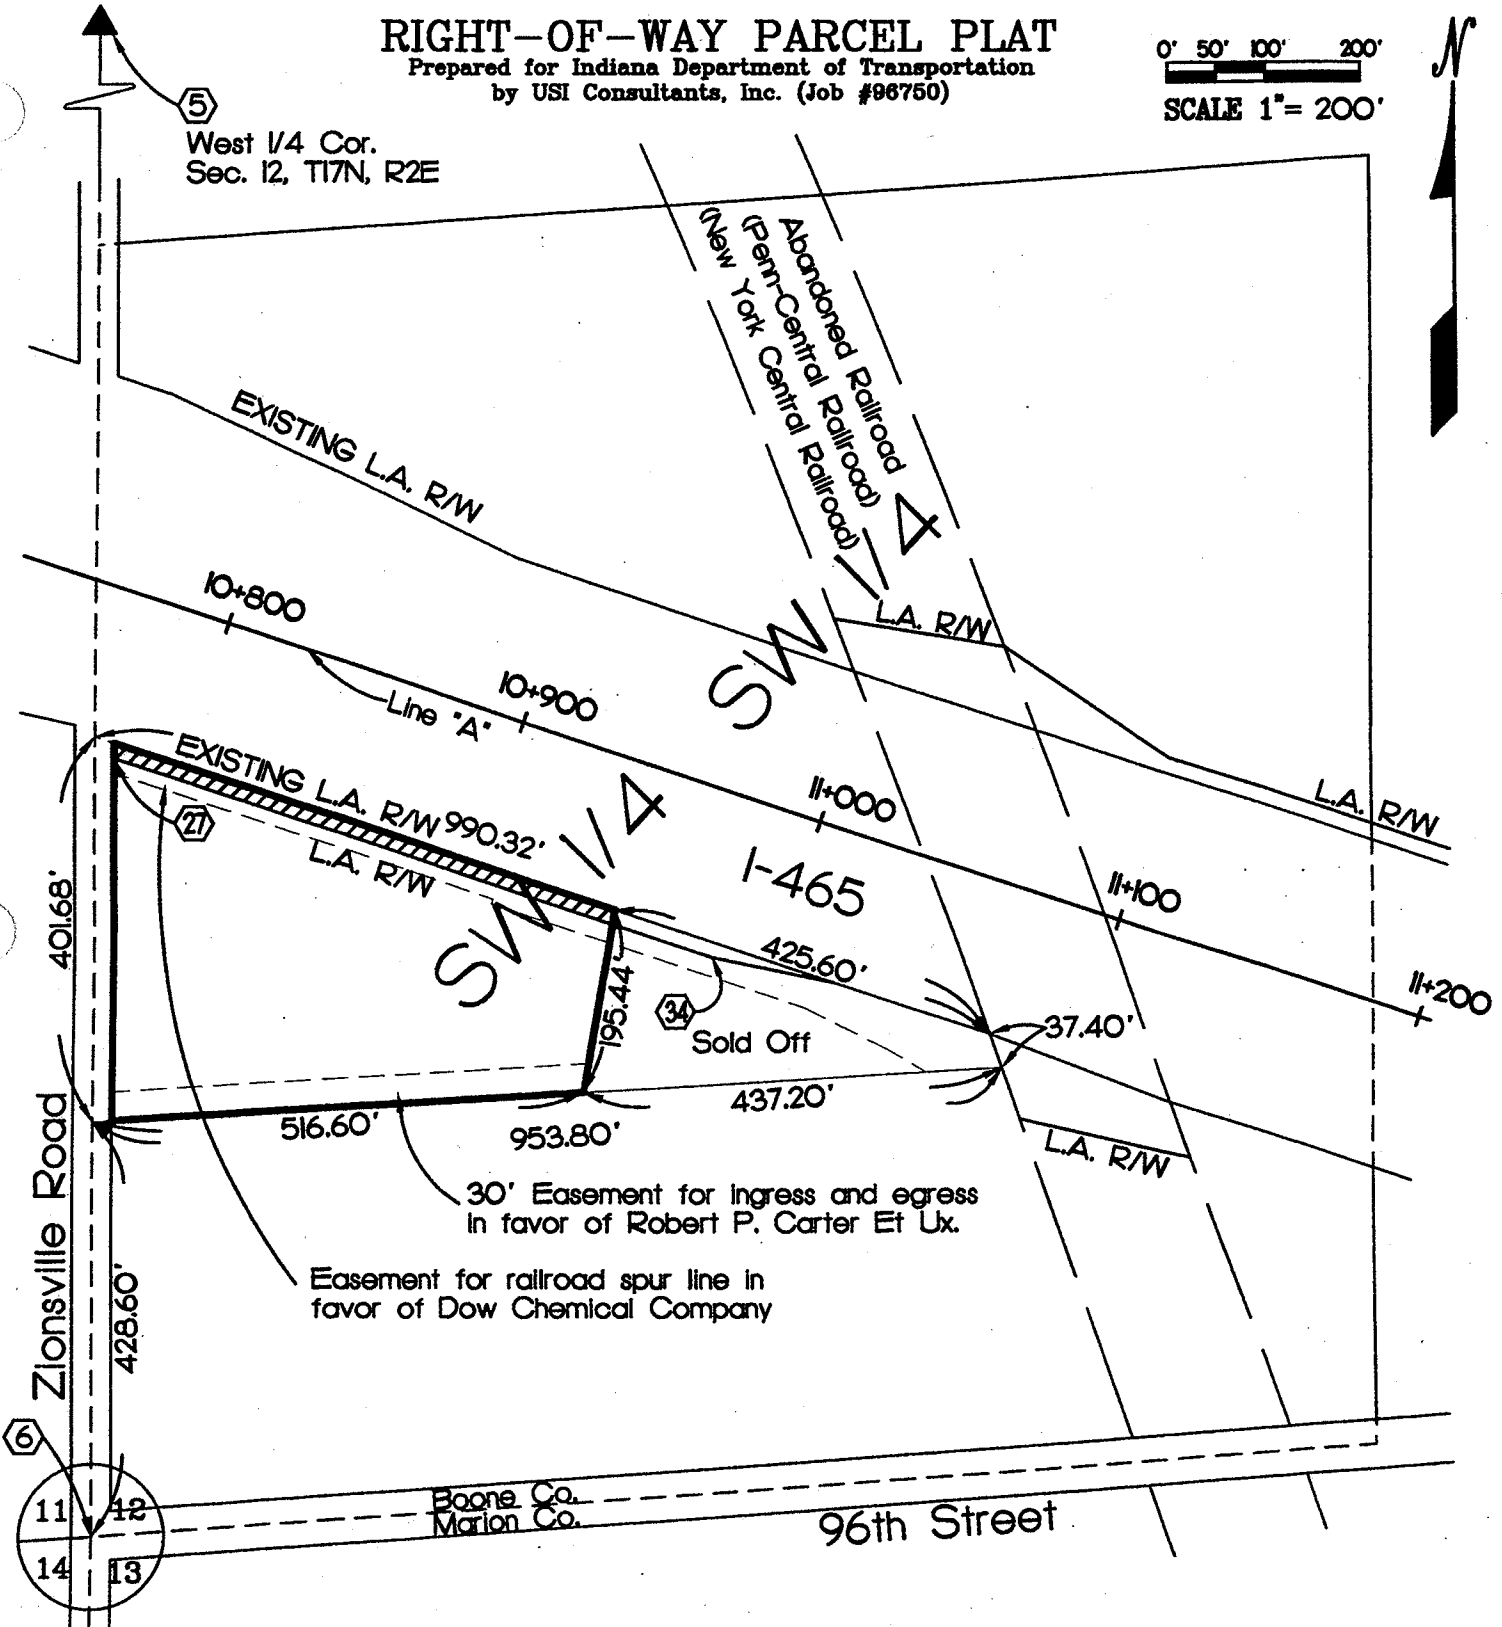 RIGHT-OF-WAY PARCEL PLAT
Prepared for Indiana Department of Transportation
by USI Consultants, Inc. (Job #96750)
0' 50' 100' 200'
SCALE 1"= 200'
N
5
West 1/4 Cor.
Sec. 12, T17N, R2E
Abandoned Railroad
(Penn-Central Railroad)
(New York Central Railroad)
EXISTING L.A. R/W
SW 1/4
L.A. R/W
10+800
Line "A"
10+900
11+000
11+100
11+200
L.A. R/W
I-465
EXISTING L.A. R/W
990.32'
L.A. R/W
27
SW 1/4
401.68'
195.44'
425.60'
34
Sold Off
37.40'
437.20'
516.60'
953.80'
L.A. R/W
30' Easement for ingress and egress
in favor of Robert P. Carter Et Ux.
Easement for railroad spur line in
favor of Dow Chemical Company
Zionsville Road
428.60'
6
11 12
14 13
Boone Co.
Marion Co.
96th Street